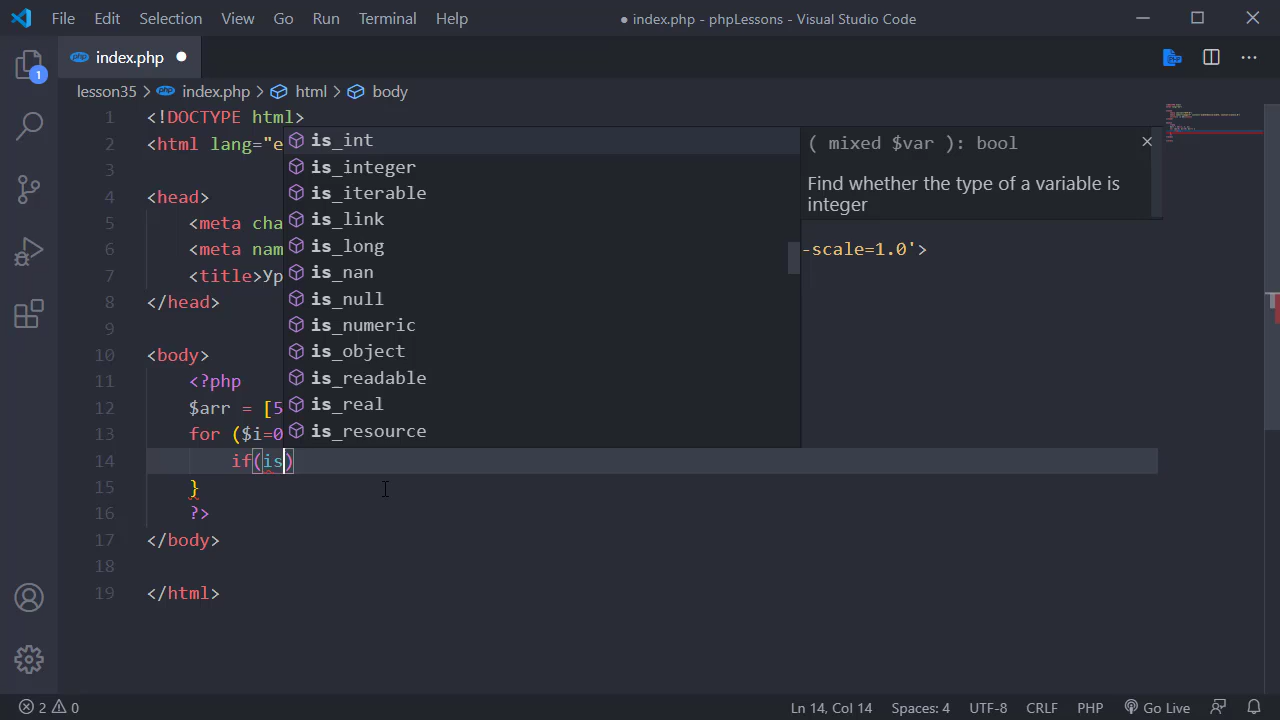 File Edit Selection View Go Run Terminal Help
● index.php - phpLessons - Visual Studio Code
index.php ●
1
lesson35 > index.php > html > body
1 <!DOCTYPE html>
2 <html lang="e
3
4 <head>
5 <meta cha
6 <meta nam -scale=1.0'>
7 <title>Ур
8 </head>
9
10 <body>
11 <?php
12 $arr = [5
13 for ($i=0
14 if(is)
15 }
16 ?>
17 </body>
18
19 </html>
is_int
is_integer
is_iterable
is_link
is_long
is_nan
is_null
is_numeric
is_object
is_readable
is_real
is_resource
( mixed $var ): bool
Find whether the type of a variable is
integer
2 0 Ln 14, Col 14 Spaces: 4 UTF-8 CRLF PHP Go Live